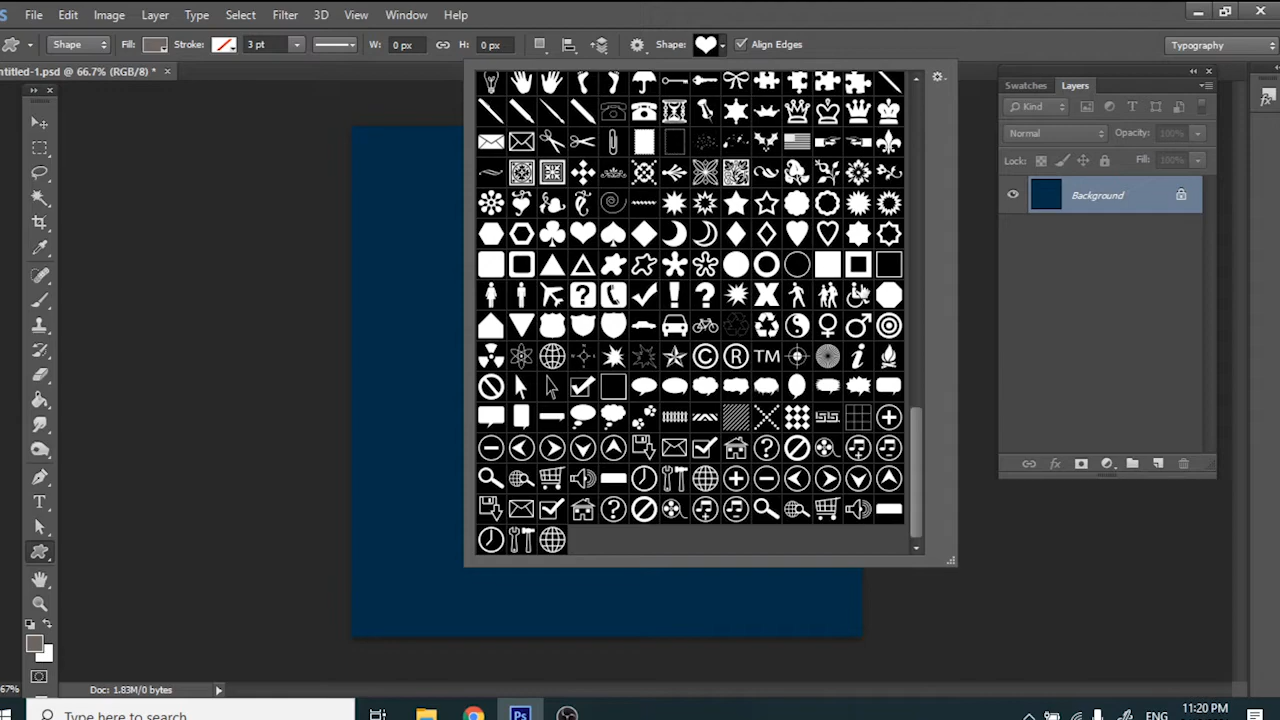 File Edit Image Layer Type Select Filter 3D View Window Help
Shape Fill: Stroke: 3 pt W: 0 px H: 0 px Shape: Align Edges Typography
ntitled-1.psd @ 66.7% (RGB/8) * ×
Swatches Layers
Kind
Normal Opacity: 100%
Lock: Fill: 100%
Background
TM
67% Doc: 1.83M/0 bytes
Type here to search
ENG 11:20 PM